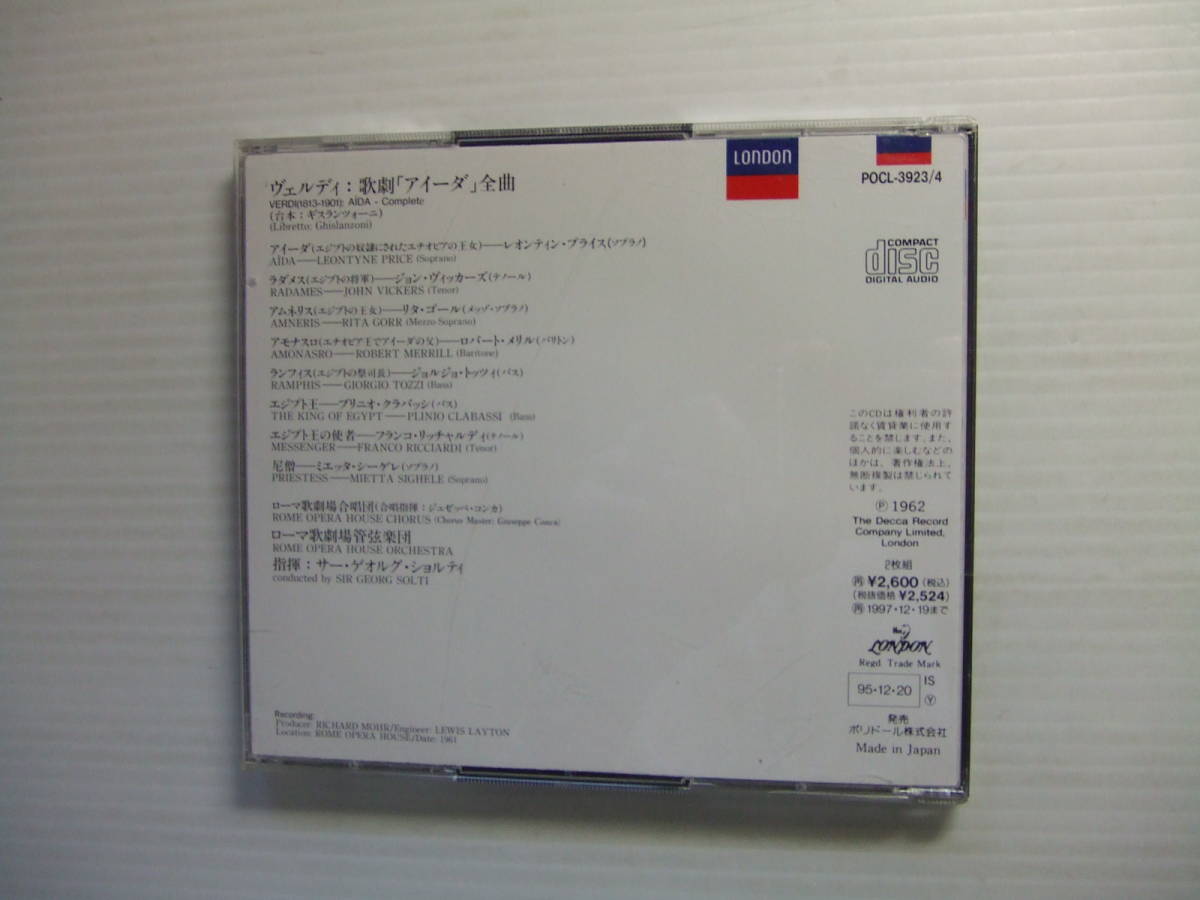 ヴェルディ：歌劇「アイーダ」全曲
VERDI(1813-1901): AÏDA - Complete
(台本：ギスランツォーニ)
(Libretto: Ghislanzoni)
アイーダ(エジプトの奴隷にされたエチオピアの王女)──レオンティン・プライス(ソプラノ)
AÏDA──LEONTYNE PRICE (Soprano)
ラダメス(エジプトの将軍)──ジョン・ヴィッカーズ(テノール)
RADAMES──JOHN VICKERS (Tenor)
アムネリス(エジプトの王女)──リタ・ゴール(メッゾ・ソプラノ)
AMNERIS──RITA GORR (Mezzo Soprano)
アモナスロ(エチオピア王でアイーダの父)──ロバート・メリル(バリトン)
AMONASRO──ROBERT MERRILL (Baritone)
ランフィス(エジプトの祭司長)──ジョルジョ・トッツィ(バス)
RAMPHIS──GIORGIO TOZZI (Bass)
エジプト王──プリニオ・クラバッシ(バス)
THE KING OF EGYPT──PLINIO CLABASSI (Bass)
エジプト王の使者──フランコ・リッチャルディ(テノール)
MESSENGER──FRANCO RICCIARDI (Tenor)
尼僧──ミエッタ・シーゲレ(ソプラノ)
PRIESTESS──MIETTA SIGHELE (Soprano)
ローマ歌劇場合唱団(合唱指揮：ジュゼッペ・コンカ)
ROME OPERA HOUSE CHORUS (Chorus Master: Giuseppe Conca)
ローマ歌劇場管弦楽団
ROME OPERA HOUSE ORCHESTRA
指揮：サー・ゲオルグ・ショルティ
conducted by SIR GEORG SOLTI
Recording:
Producer: RICHARD MOHR/Engineer: LEWIS LAYTON
Location: ROME OPERA HOUSE/Date: 1961
LONDON
POCL-3923/4
COMPACT
disc
DIGITAL AUDIO
このCDは権利者の許
諾なく賃貸業に使用す
ることを禁じます。また、
個人的に楽しむなどの
ほかは、著作権法上、
無断複製は禁じられて
います。
Ⓟ 1962
The Decca Record
Company Limited,
London
2枚組
㊢ ¥2,600 (税込)
(税抜価格 ¥2,524)
㊢ 1997・12・19まで
The
LONDON
Regd Trade Mark
95・12・20
IS
Ⓨ
発売
ポリドール株式会社
Made in Japan